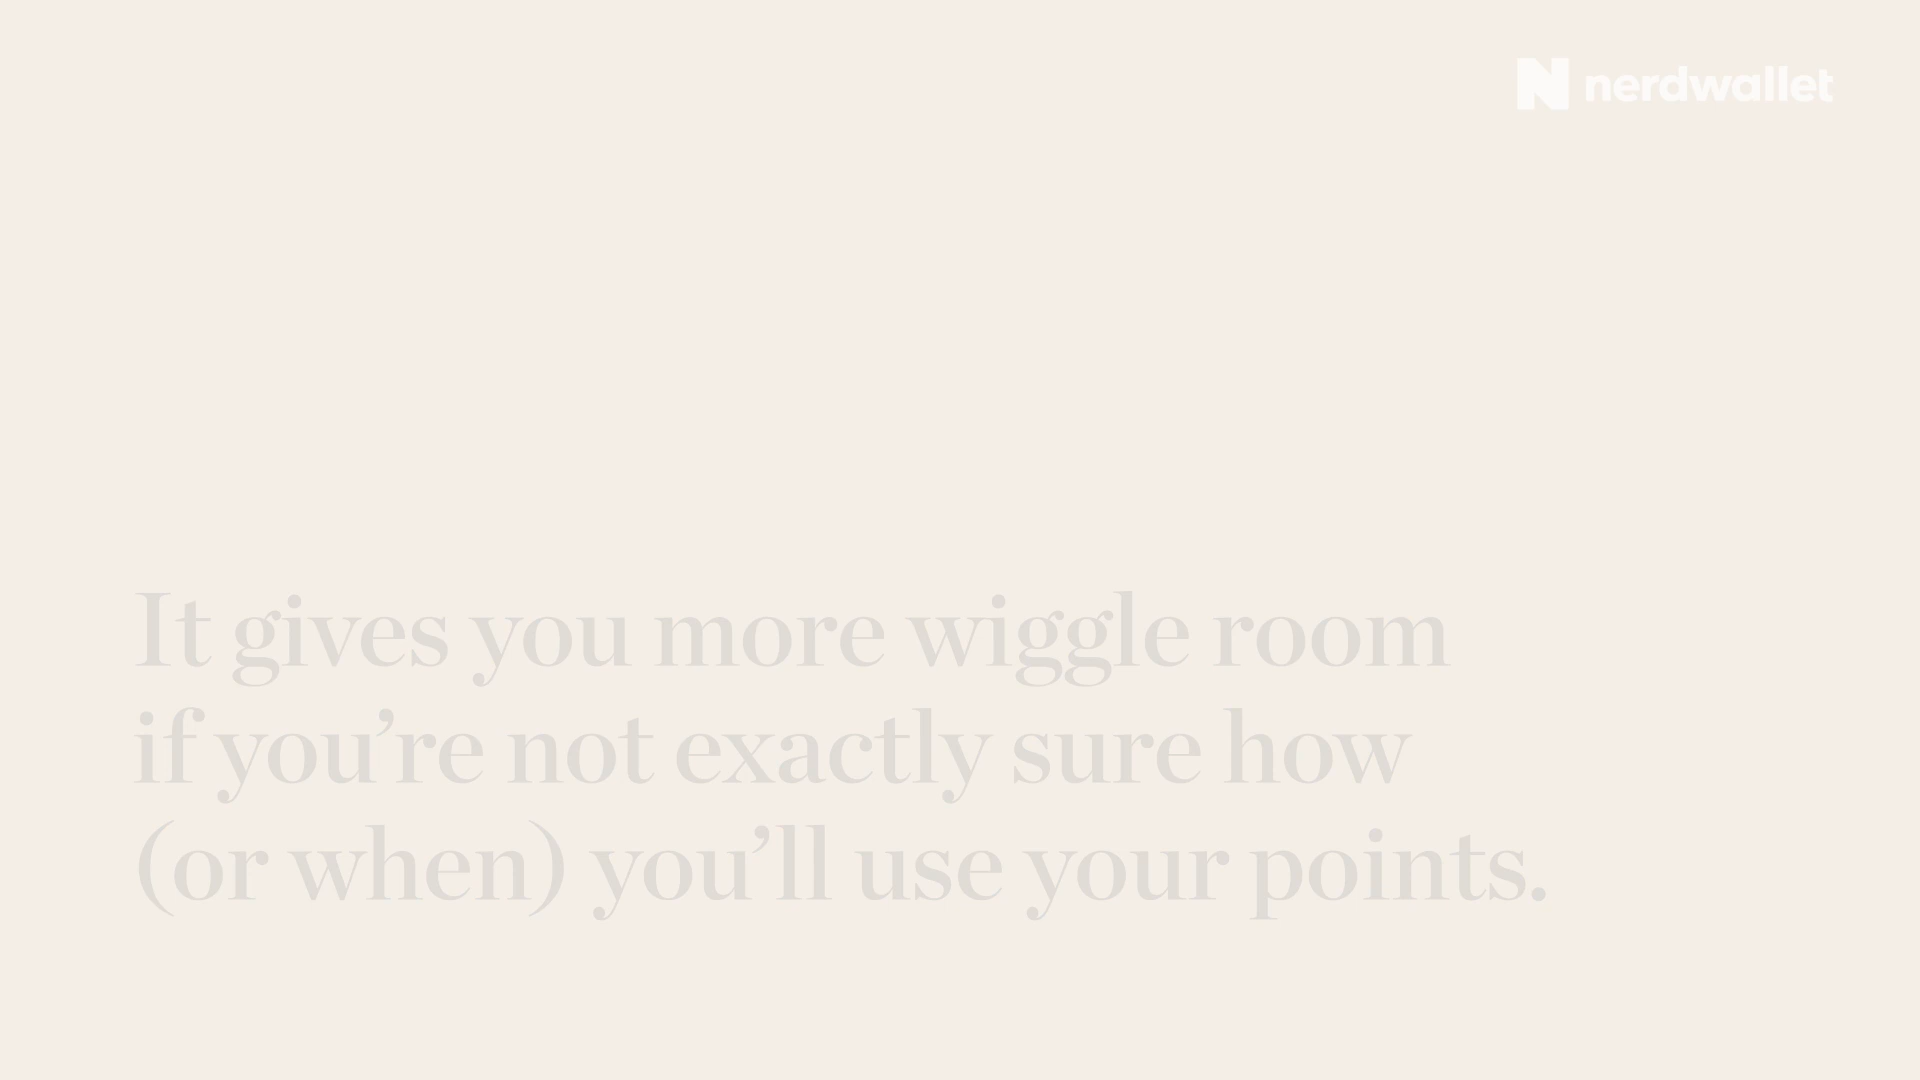 nerdwallet
It gives you more wiggle room
if you’re not exactly sure how
(or when) you’ll use your points.